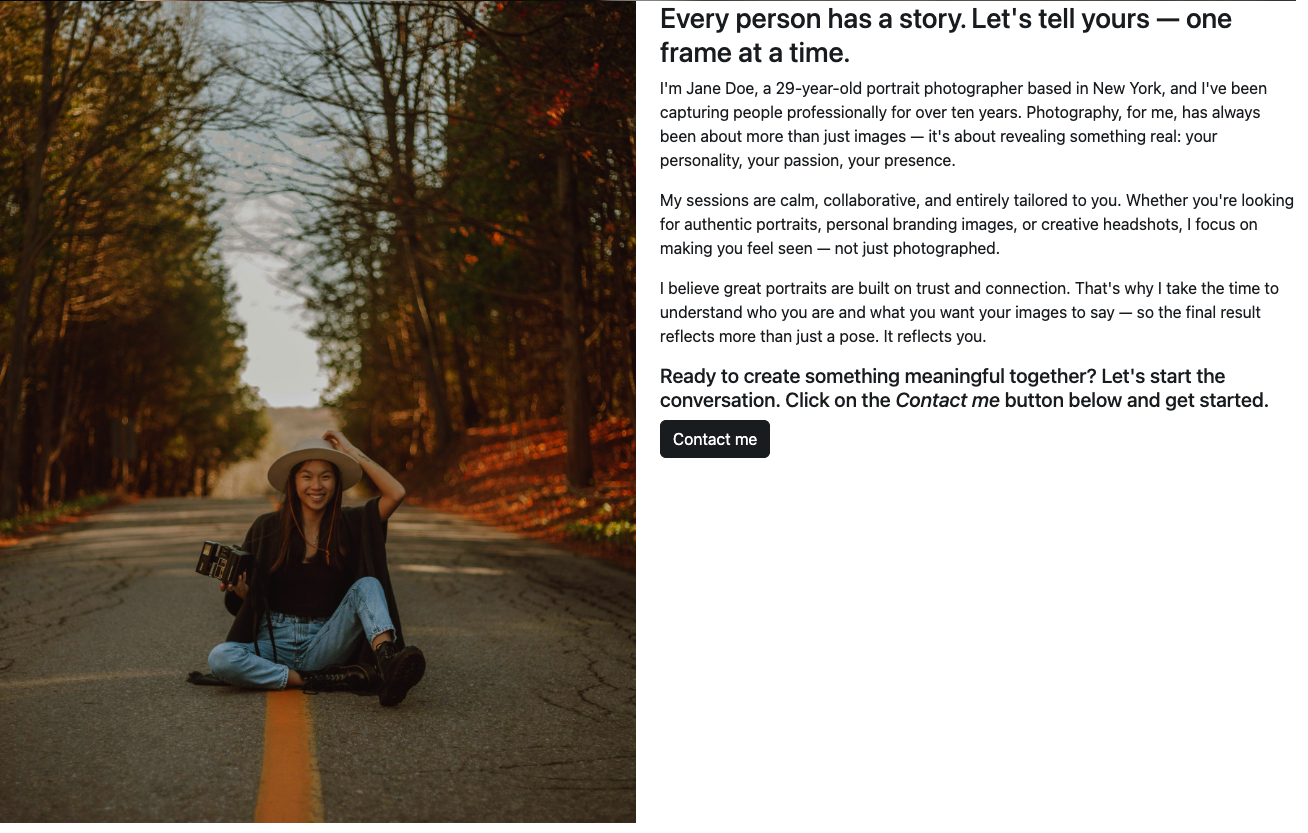 Every person has a story. Let's tell yours — one
frame at a time.
I'm Jane Doe, a 29-year-old portrait photographer based in New York, and I've been
capturing people professionally for over ten years. Photography, for me, has always
been about more than just images — it's about revealing something real: your
personality, your passion, your presence.
My sessions are calm, collaborative, and entirely tailored to you. Whether you're looking
for authentic portraits, personal branding images, or creative headshots, I focus on
making you feel seen — not just photographed.
I believe great portraits are built on trust and connection. That's why I take the time to
understand who you are and what you want your images to say — so the final result
reflects more than just a pose. It reflects you.
Ready to create something meaningful together? Let's start the
conversation. Click on the Contact me button below and get started.
Contact me